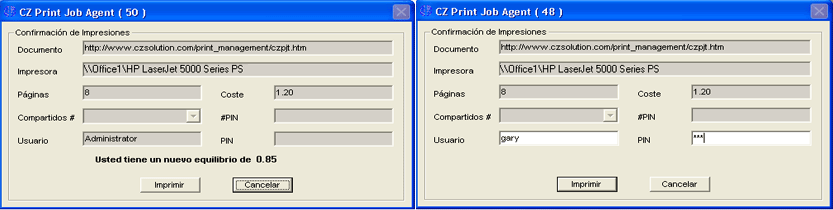 CZ Print Job Agent ( 50 )
Confirmación de Impresiones
Documento http://www.czsolution.com/print_management/czpjt.htm
Impresora \\Office1\HP LaserJet 5000 Series PS
Páginas 8 Coste 1.20
Compartidos # #PIN
Usuario Administrator PIN
Usted tiene un nuevo equilibrio de 0.85
Imprimir Cancelar
CZ Print Job Agent ( 48 )
Confirmación de Impresiones
Documento http://www.czsolution.com/print_management/czpjt.htm
Impresora \\Office1\HP LaserJet 5000 Series PS
Páginas 8 Coste 1.20
Compartidos # #PIN
Usuario gary PIN ***
Imprimir Cancelar